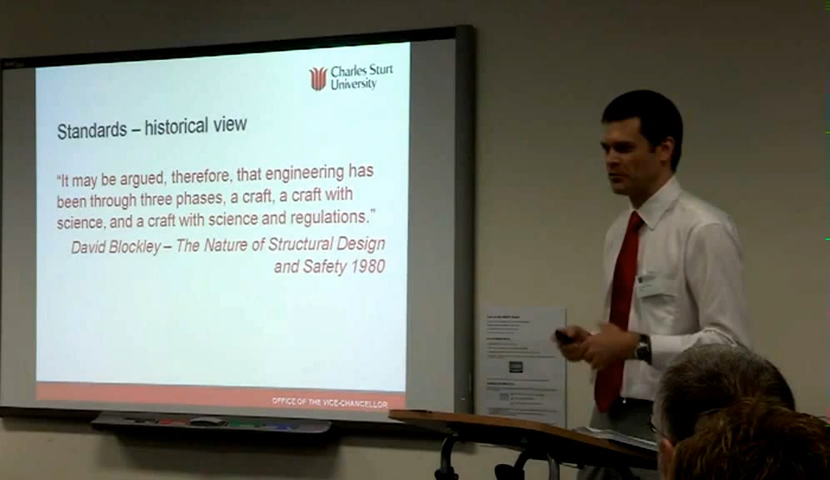 Charles Sturt
University
Standards – historical view
“It may be argued, therefore, that engineering has
been through three phases, a craft, a craft with
science, and a craft with science and regulations.”
David Blockley – The Nature of Structural Design
and Safety 1980
OFFICE OF THE VICE-CHANCELLOR